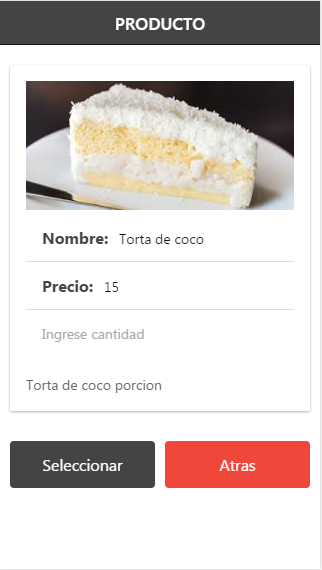 PRODUCTO
Nombre: Torta de coco
Precio: 15
Ingrese cantidad
Torta de coco porcion
Seleccionar Atras